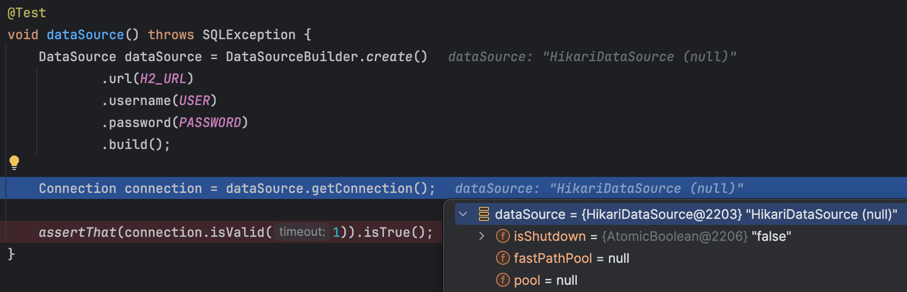 @Test
void dataSource() throws SQLException {
DataSource dataSource = DataSourceBuilder.create()   dataSource: "HikariDataSource (null)"
.url(H2_URL)
.username(USER)
.password(PASSWORD)
.build();
Connection connection = dataSource.getConnection();   dataSource: "HikariDataSource (null)"
dataSource = {HikariDataSource@2203} "HikariDataSource (null)"
isShutdown = {AtomicBoolean@2206} "false"
assertThat(connection.isValid( timeout: 1)).isTrue();
f fastPathPool = null
}
f pool = null